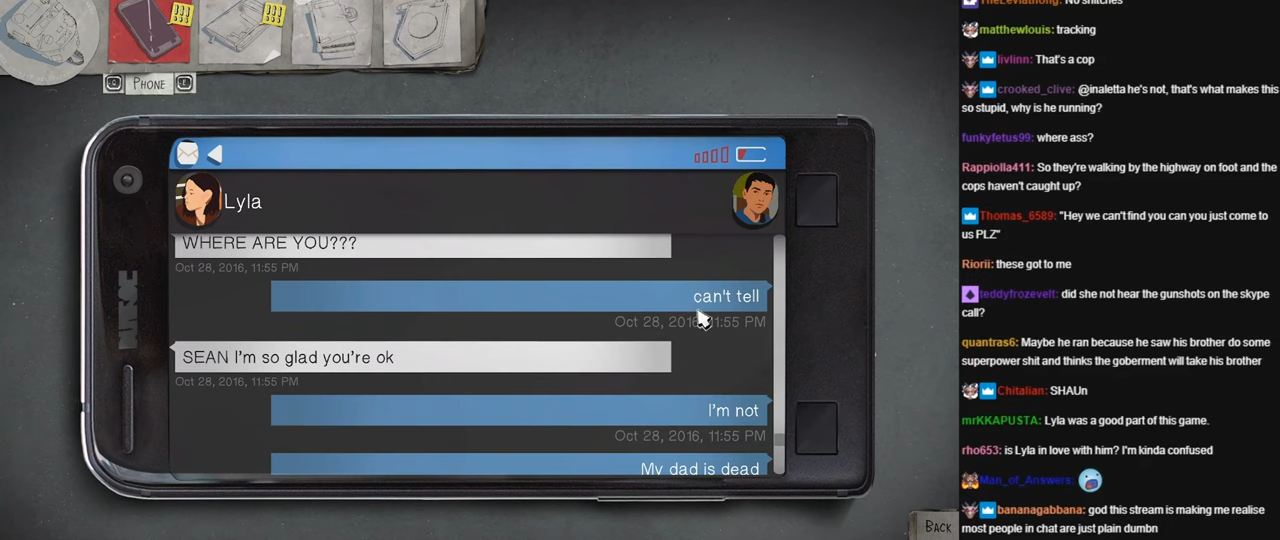 PHONE
Lyla
WHERE ARE YOU???
Oct 28, 2016, 11:55 PM
can't tell
Oct 28, 2016, 11:55 PM
SEAN I'm so glad you're ok
Oct 28, 2016, 11:55 PM
I'm not
Oct 28, 2016, 11:55 PM
My dad is dead
BACK
TheLeviathong: No snitches
matthewlouis: tracking
livlinn: That's a cop
crooked_clive: @inaletta he's not, that's what makes this
so stupid, why is he running?
funkyfetus99: where ass?
Rappiolla411: So they're walking by the highway on foot and the
cops haven't caught up?
Thomas_6589: "Hey we can't find you can you just come to
us PLZ"
Riorii: these got to me
teddyfrozevelt: did she not hear the gunshots on the skype
call?
quantras6: Maybe he ran because he saw his brother do some
superpower shit and thinks the goberment will take his brother
Chitalian: SHAUn
mrKKAPUSTA: Lyla was a good part of this game.
rho653: is Lyla in love with him? I'm kinda confused
Man_of_Answers:
bananagabbana: god this stream is making me realise
most people in chat are just plain dumbn